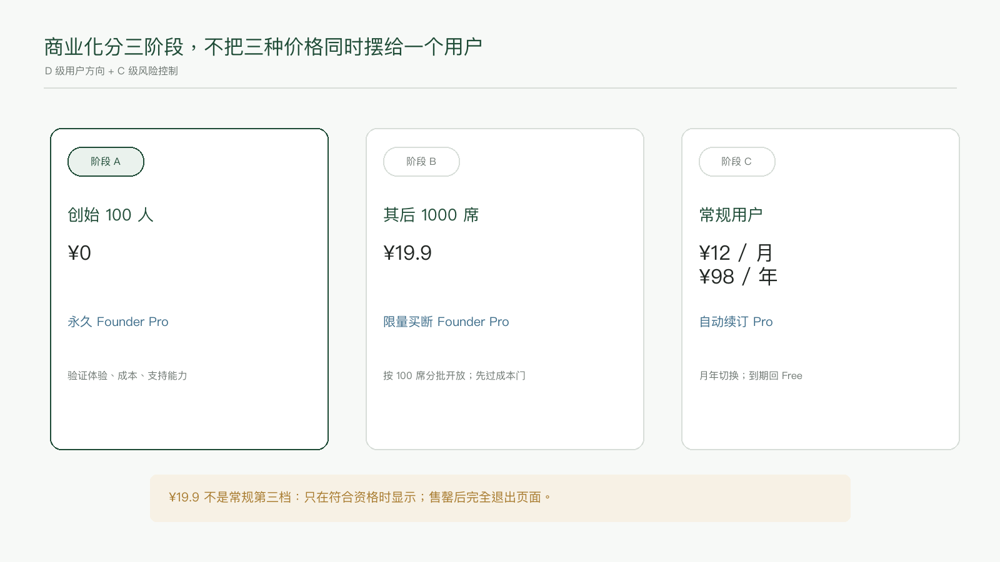 商业化分三阶段，不把三种价格同时摆给一个用户
D 级用户方向 + C 级风险控制
阶段 A
创始 100 人
¥0
永久 Founder Pro
验证体验、成本、支持能力
阶段 B
其后 1000 席
¥19.9
限量买断 Founder Pro
按 100 席分批开放；先过成本门
阶段 C
常规用户
¥12 / 月
¥98 / 年
自动续订 Pro
月年切换；到期回 Free
¥19.9 不是常规第三档：只在符合资格时显示；售罄后完全退出页面。